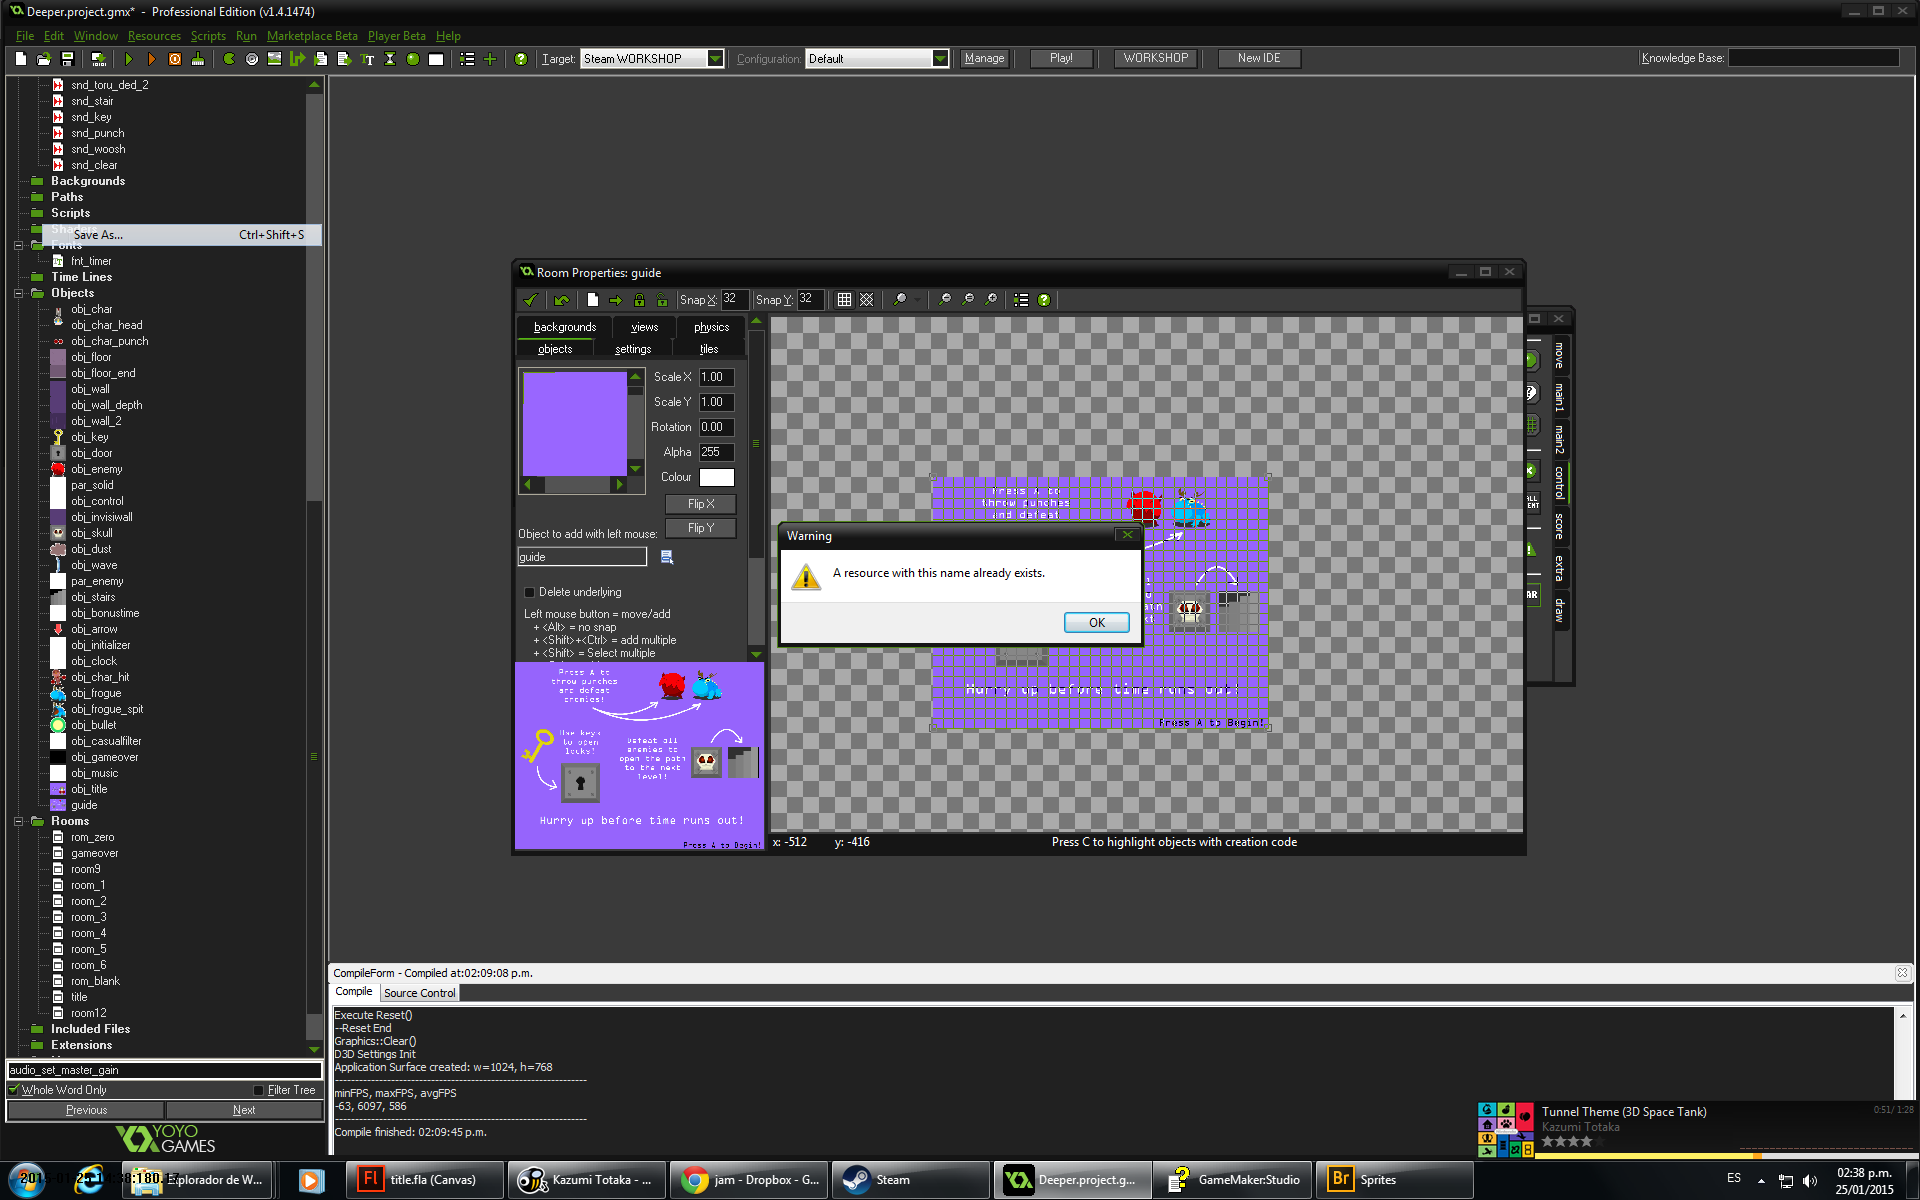 Deeper.project.gmx* - Professional Edition (v1.4.1474)
File Edit Window Resources Scripts Run Marketplace Beta Player Beta Help
Target: Steam WORKSHOP Configuration: Default Manage Play! WORKSHOP New IDE Knowledge Base:
snd_toru_ded_2
snd_stair
snd_key
snd_punch
snd_woosh
snd_clear
Backgrounds
Paths
Scripts
Shaders
Save As... Ctrl+Shift+S
Fonts
fnt_timer
Time Lines
Objects
obj_char
obj_char_head
obj_char_punch
obj_floor
obj_floor_end
obj_wall
obj_wall_depth
obj_wall_2
obj_key
obj_door
obj_enemy
par_solid
obj_control
obj_invisiwall
obj_skull
obj_dust
obj_wave
par_enemy
obj_stairs
obj_bonustime
obj_arrow
obj_initializer
obj_clock
obj_char_hit
obj_frogue
obj_frogue_spit
obj_bullet
obj_casualfilter
obj_gameover
obj_music
obj_title
guide
Rooms
rom_zero
gameover
room9
room_1
room_2
room_3
room_4
room_5
room_6
rom_blank
title
room12
Included Files
Extensions
audio_set_master_gain
Whole Word Only Filter Tree
Previous Next
YOYO
GAMES
Room Properties: guide
Snap X: 32 Snap Y: 32
backgrounds views physics
objects settings tiles
Scale X 1.00
Scale Y 1.00
Rotation 0.00
Alpha 255
Colour
Flip X
Flip Y
Object to add with left mouse:
guide
Delete underlying
Left mouse button = move/add
+ <Alt> = no snap
+ <Shift>+<Ctrl> = add multiple
+ <Shift> = Select multiple
Press A to
throw punches
and defeat
enemies!
Use keys
to open
locks!
Defeat all
enemies to
open the path
to the next
level!
Hurry up before time runs out!
Press A to Begin!
Press A to
throw punches
and defeat
Hurry up before time runs out!
Press A to Begin!
Warning
A resource with this name already exists.
OK
x: -512 y: -416 Press C to highlight objects with creation code
move
main1
main2
control
score
extra
draw
CompileForm - Compiled at:02:09:08 p.m.
Compile Source Control
Execute Reset()
--Reset End
Graphics::Clear()
D3D Settings Init
Application Surface created: w=1024, h=768
minFPS, maxFPS, avgFPS
-63, 6097, 586
Compile finished: 02:09:45 p.m.
Tunnel Theme (3D Space Tank) 0:51/ 1:28
Kazumi Totaka
Explorador de W...
Fl title.fla (Canvas)
Kazumi Totaka - ...
jam - Dropbox - G...
Steam
Deeper.project.g...
GameMaker:Studio
Br Sprites
ES
02:38 p.m.
25/01/2015